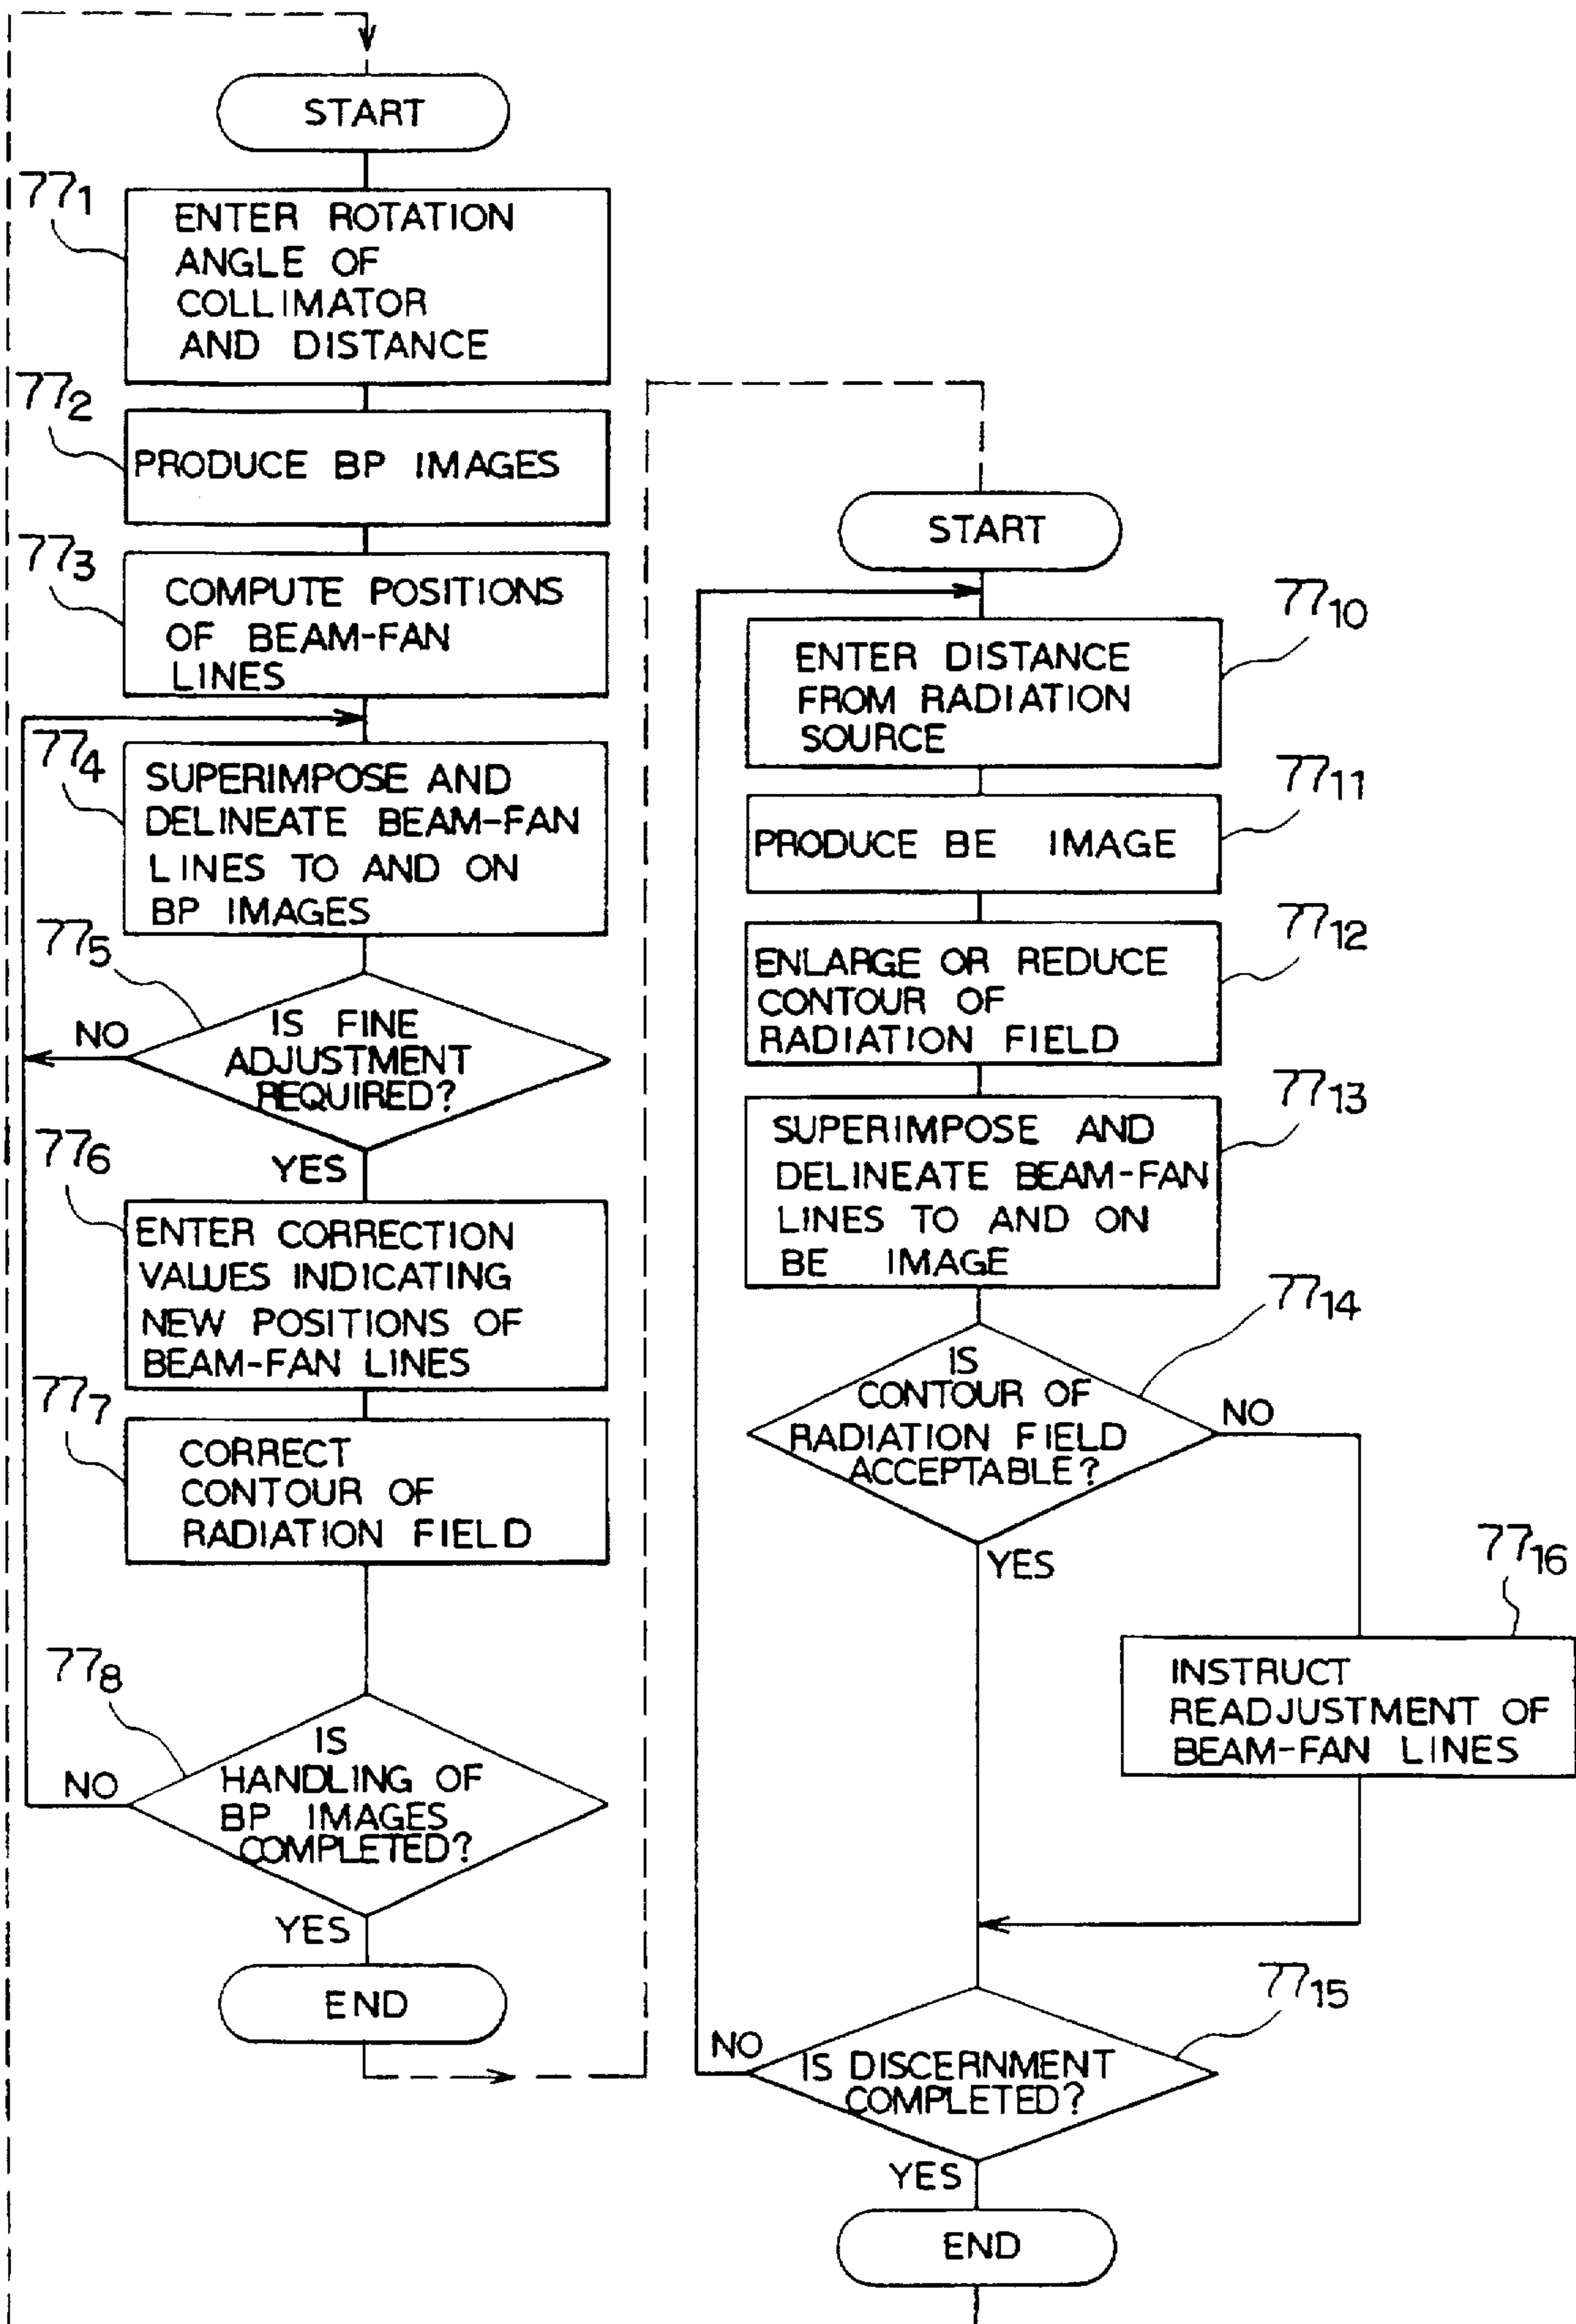 START
77₁
ENTER ROTATION
ANGLE OF
COLLIMATOR
AND DISTANCE
77₂
PRODUCE BP IMAGES
77₃
COMPUTE POSITIONS
OF BEAM-FAN
LINES
77₄
SUPERIMPOSE AND
DELINEATE BEAM-FAN
LINES TO AND ON
BP IMAGES
77₅
IS FINE
ADJUSTMENT
REQUIRED?
NO
YES
77₆
ENTER CORRECTION
VALUES INDICATING
NEW POSITIONS OF
BEAM-FAN LINES
77₇
CORRECT
CONTOUR OF
RADIATION FIELD
77₈
IS
HANDLING OF
BP IMAGES
COMPLETED?
NO
YES
END
START
77₁₀
ENTER DISTANCE
FROM RADIATION
SOURCE
77₁₁
PRODUCE BE IMAGE
77₁₂
ENLARGE OR REDUCE
CONTOUR OF
RADIATION FIELD
77₁₃
SUPERIMPOSE AND
DELINEATE BEAM-FAN
LINES TO AND ON
BE IMAGE
77₁₄
IS
CONTOUR OF
RADIATION FIELD
ACCEPTABLE?
NO
YES
77₁₆
INSTRUCT
READJUSTMENT OF
BEAM-FAN LINES
77₁₅
IS DISCERNMENT
COMPLETED?
NO
YES
END